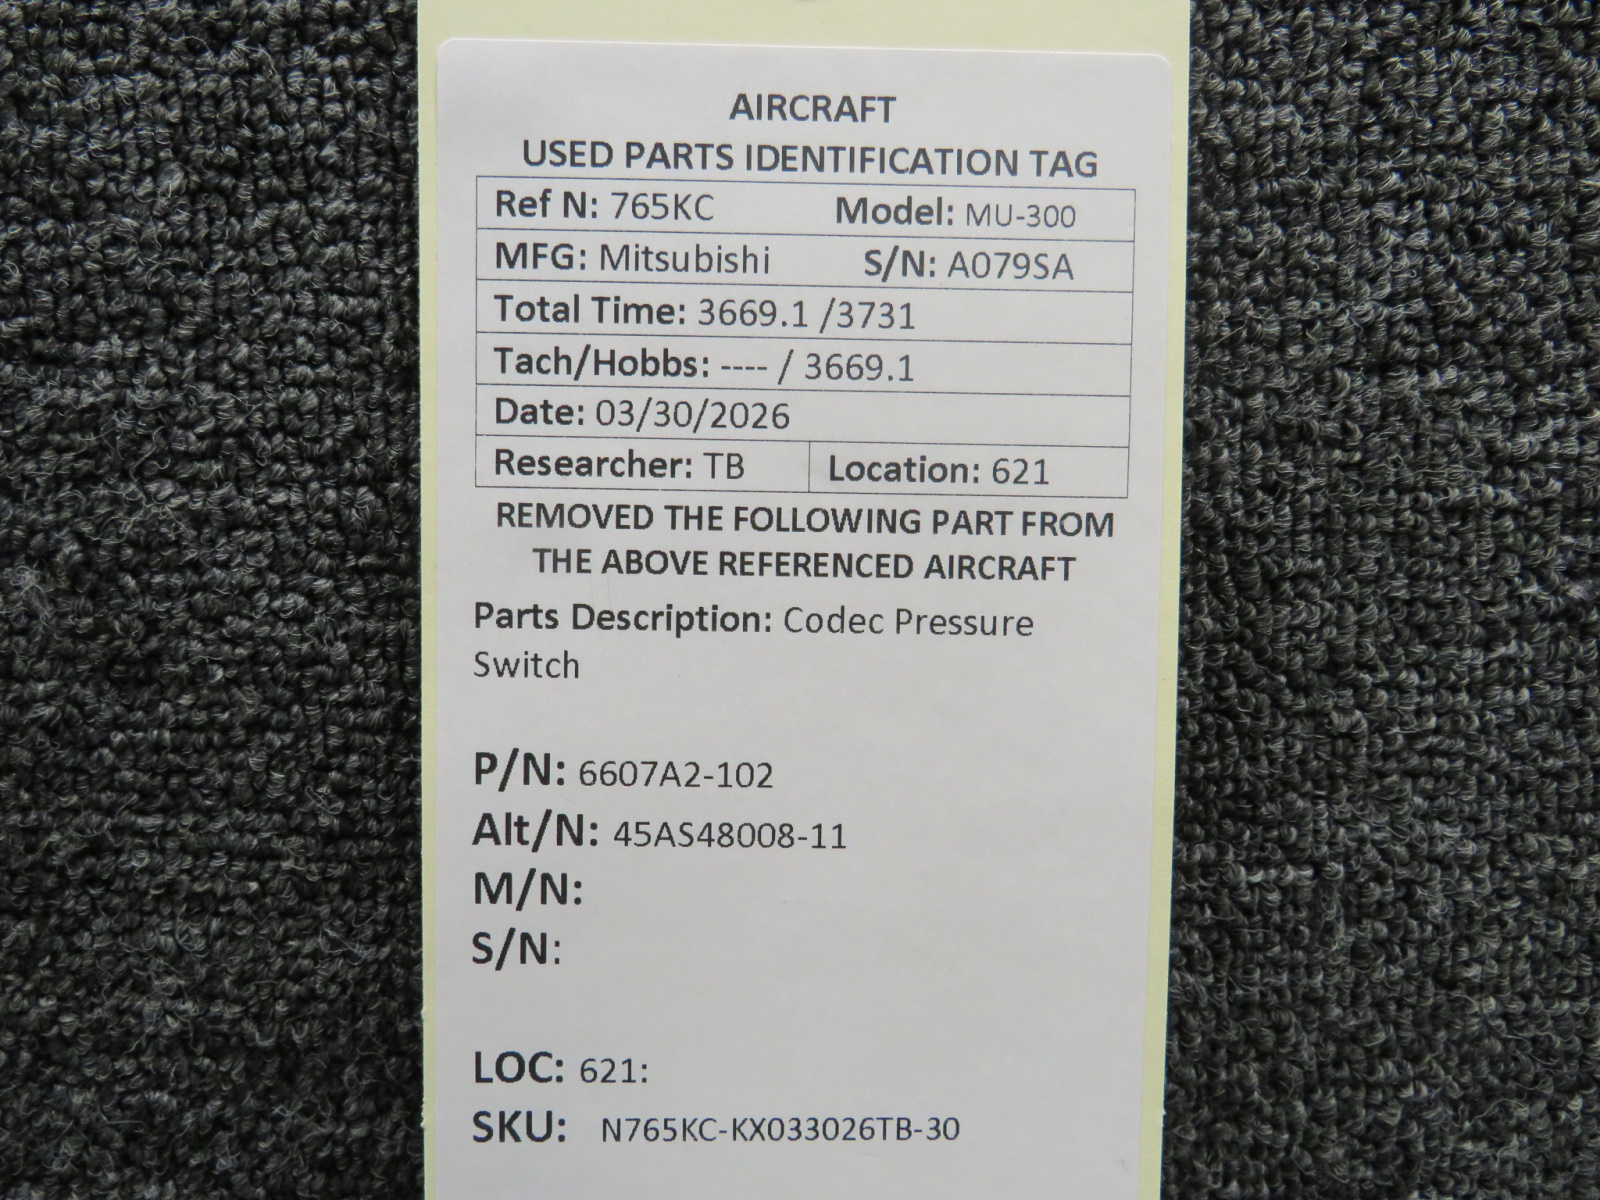 AIRCRAFT
USED PARTS IDENTIFICATION TAG
Ref N: 765KC Model: MU-300
MFG: Mitsubishi S/N: A079SA
Total Time: 3669.1 /3731
Tach/Hobbs: ---- / 3669.1
Date: 03/30/2026
Researcher: TB Location: 621
REMOVED THE FOLLOWING PART FROM
THE ABOVE REFERENCED AIRCRAFT
Parts Description: Codec Pressure
Switch
P/N: 6607A2-102
Alt/N: 45AS48008-11
M/N:
S/N:
LOC: 621:
SKU: N765KC-KX033026TB-30